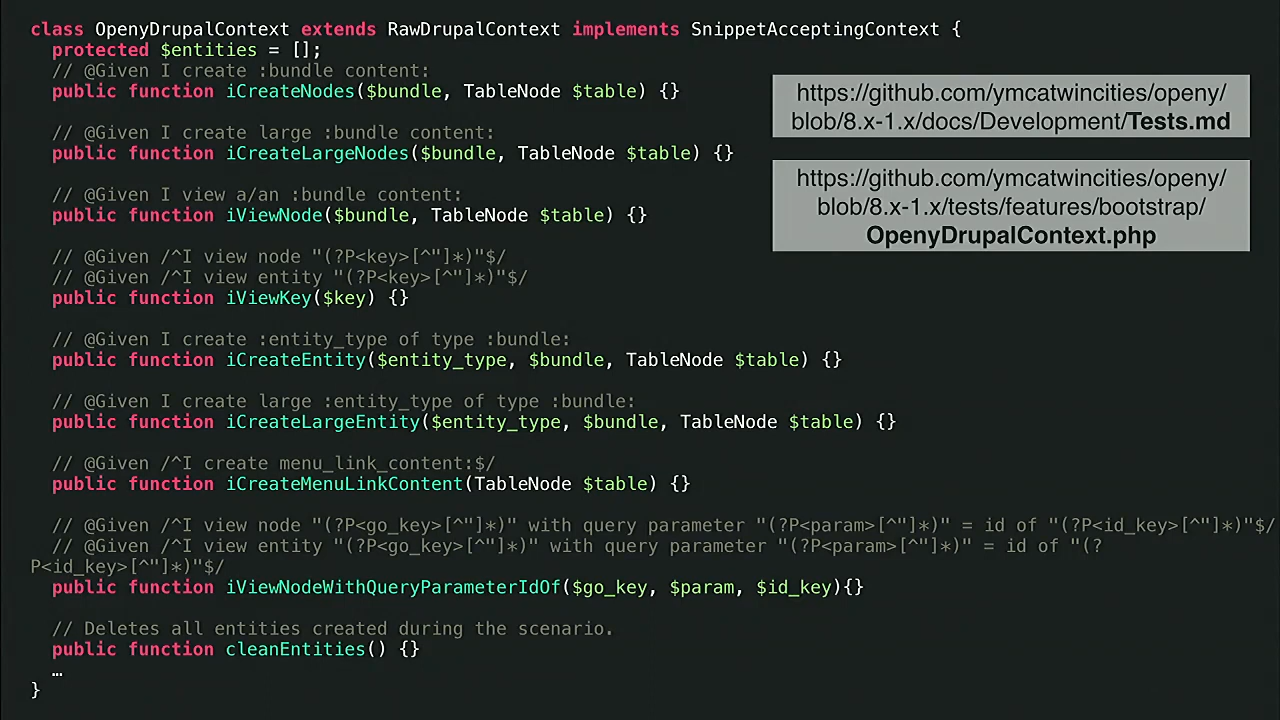 class OpenyDrupalContext extends RawDrupalContext implements SnippetAcceptingContext {
  protected $entities = [];
  // @Given I create :bundle content:
  public function iCreateNodes($bundle, TableNode $table) {}

  // @Given I create large :bundle content:
  public function iCreateLargeNodes($bundle, TableNode $table) {}

  // @Given I view a/an :bundle content:
  public function iViewNode($bundle, TableNode $table) {}

  // @Given /^I view node "(?P<key>[^"]*)"$/
  // @Given /^I view entity "(?P<key>[^"]*)"$/
  public function iViewKey($key) {}

  // @Given I create :entity_type of type :bundle:
  public function iCreateEntity($entity_type, $bundle, TableNode $table) {}

  // @Given I create large :entity_type of type :bundle:
  public function iCreateLargeEntity($entity_type, $bundle, TableNode $table) {}

  // @Given /^I create menu_link_content:$/
  public function iCreateMenuLinkContent(TableNode $table) {}

  // @Given /^I view node "(?P<go_key>[^"]*)" with query parameter "(?P<param>[^"]*)" = id of "(?P<id_key>[^"]*)"$/
  // @Given /^I view entity "(?P<go_key>[^"]*)" with query parameter "(?P<param>[^"]*)" = id of "(?
P<id_key>[^"]*)"$/
  public function iViewNodeWithQueryParameterIdOf($go_key, $param, $id_key){}

  // Deletes all entities created during the scenario.
  public function cleanEntities() {}
  …
}
https://github.com/ymcatwincities/openy/
blob/8.x-1.x/docs/Development/Tests.md
https://github.com/ymcatwincities/openy/
blob/8.x-1.x/tests/features/bootstrap/
OpenyDrupalContext.php